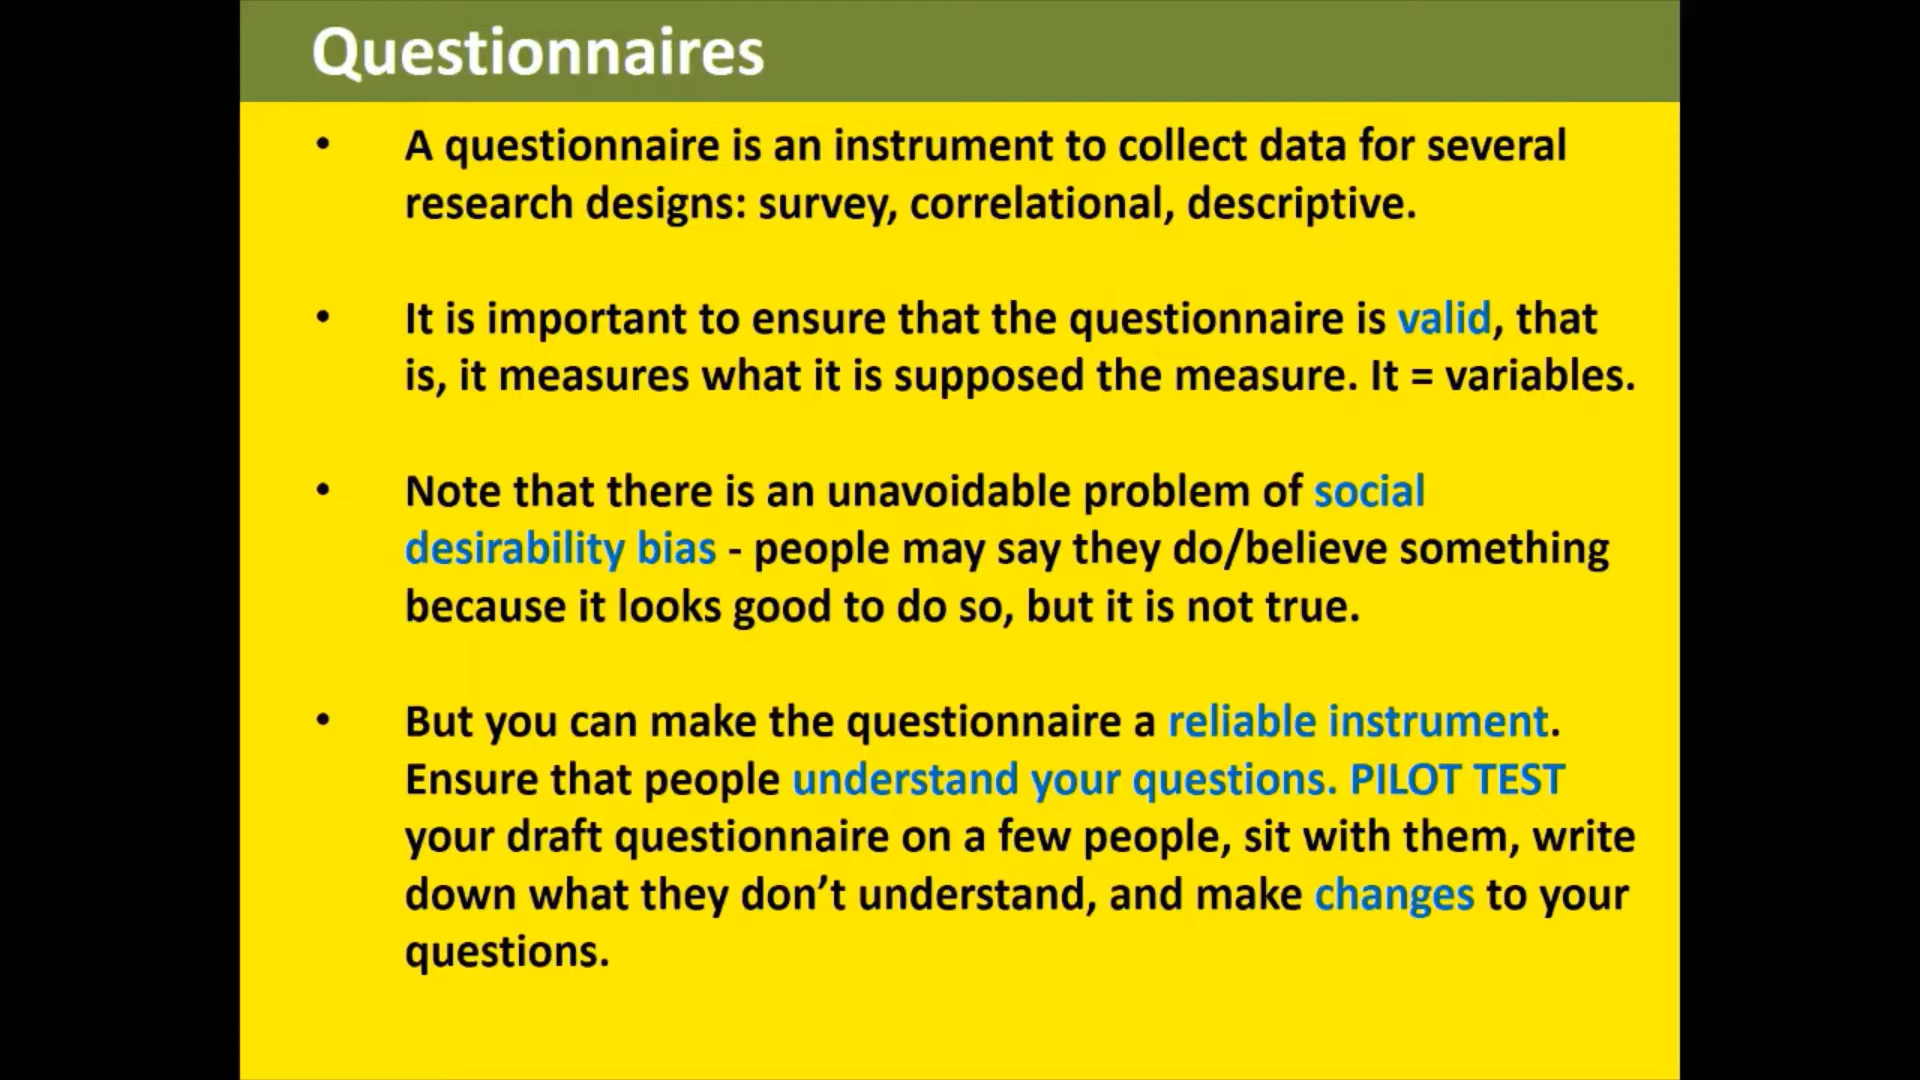 Questionnaires
• A questionnaire is an instrument to collect data for several
research designs: survey, correlational, descriptive.
• It is important to ensure that the questionnaire is valid, that
is, it measures what it is supposed the measure. It = variables.
• Note that there is an unavoidable problem of social
desirability bias - people may say they do/believe something
because it looks good to do so, but it is not true.
• But you can make the questionnaire a reliable instrument.
Ensure that people understand your questions. PILOT TEST
your draft questionnaire on a few people, sit with them, write
down what they don’t understand, and make changes to your
questions.